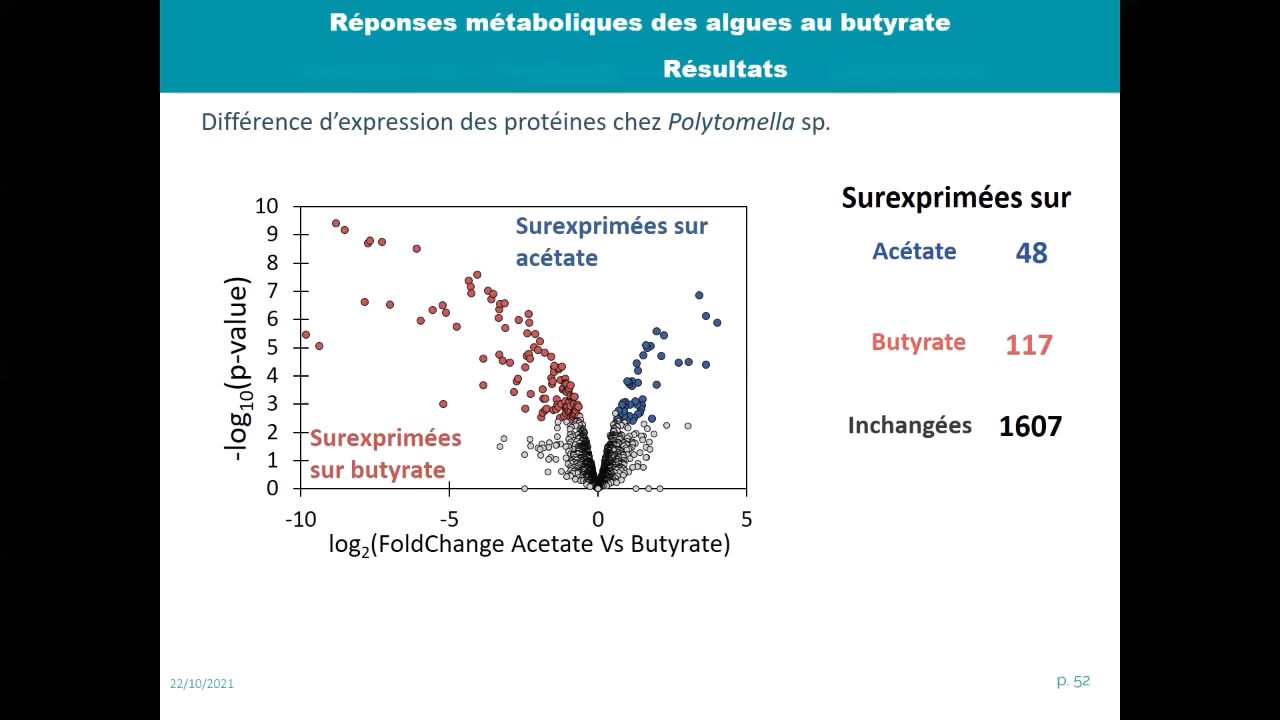 Réponses métaboliques des algues au butyrate
Résultats
Différence d'expression des protéines chez Polytomella sp.
Surexprimées sur
Acétate 48
Butyrate 117
Inchangées 1607
-log10(p-value)
10
9
8
7
6
5
4
3
2
1
0
Surexprimées sur
acétate
Surexprimées
sur butyrate
-10 -5 0 5
log2(FoldChange Acetate Vs Butyrate)
22/10/2021
p. 52